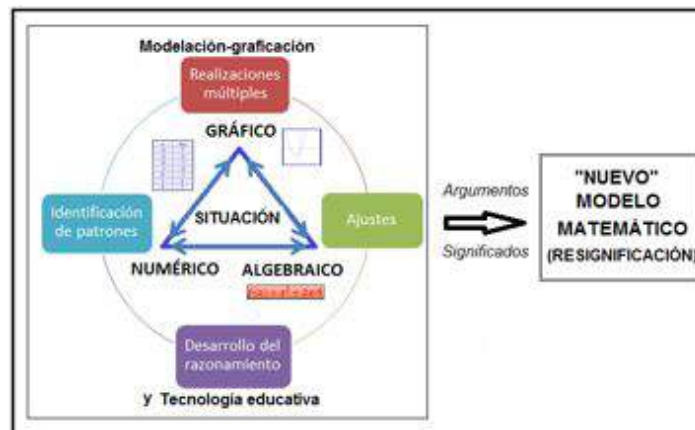 Modelación-graficación
Realizaciones
múltiples
GRÁFICO
Identificación
de patrones
SITUACIÓN
Ajustes
NUMÉRICO
ALGEBRAICO
Desarrollo del
razonamiento
y Tecnología educativa
Argumentos
Significados
"NUEVO"
MODELO
MATEMÁTICO
(RESIGNIFICACIÓN)